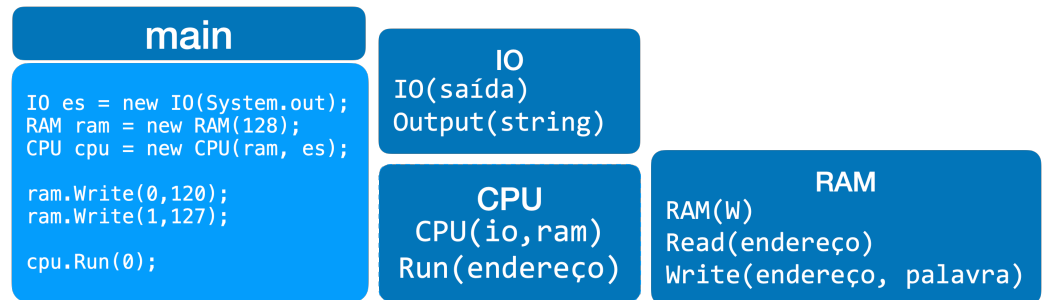 main
IO es = new IO(System.out);
RAM ram = new RAM(128);
CPU cpu = new CPU(ram, es);
ram.Write(0,120);
ram.Write(1,127);
cpu.Run(0);
IO
IO(saída)
Output(string)
CPU
CPU(io,ram)
Run(endereço)
RAM
RAM(W)
Read(endereço)
Write(endereço, palavra)